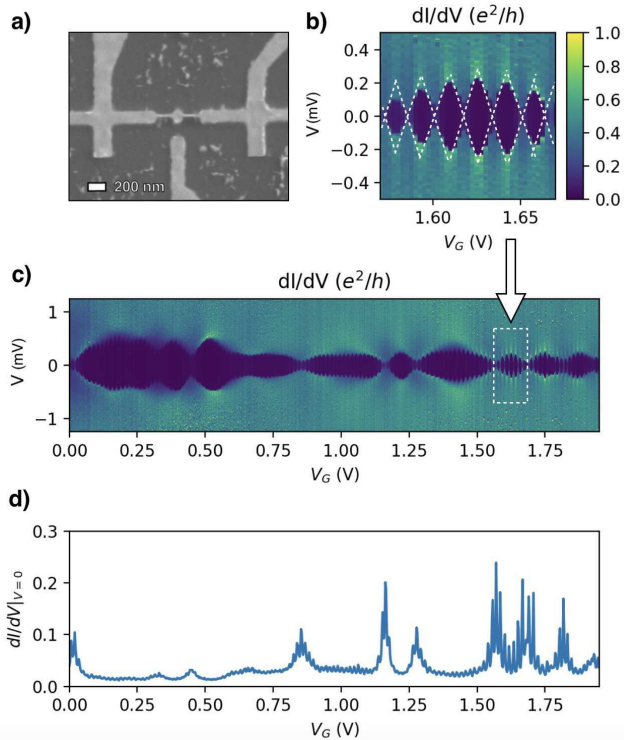 a)
200 nm
b)
dI/dV (e²/h)
V (mV)
0.4
0.2
0.0
−0.2
−0.4
1.60
1.65
V_G (V)
1.0
0.8
0.6
0.4
0.2
0.0
c)
dI/dV (e²/h)
V (mV)
1
0
−1
0.00
0.25
0.50
0.75
1.00
1.25
1.50
1.75
V_G (V)
d)
dI/dV|_{V=0}
0.3
0.2
0.1
0.0
0.00
0.25
0.50
0.75
1.00
1.25
1.50
1.75
V_G (V)